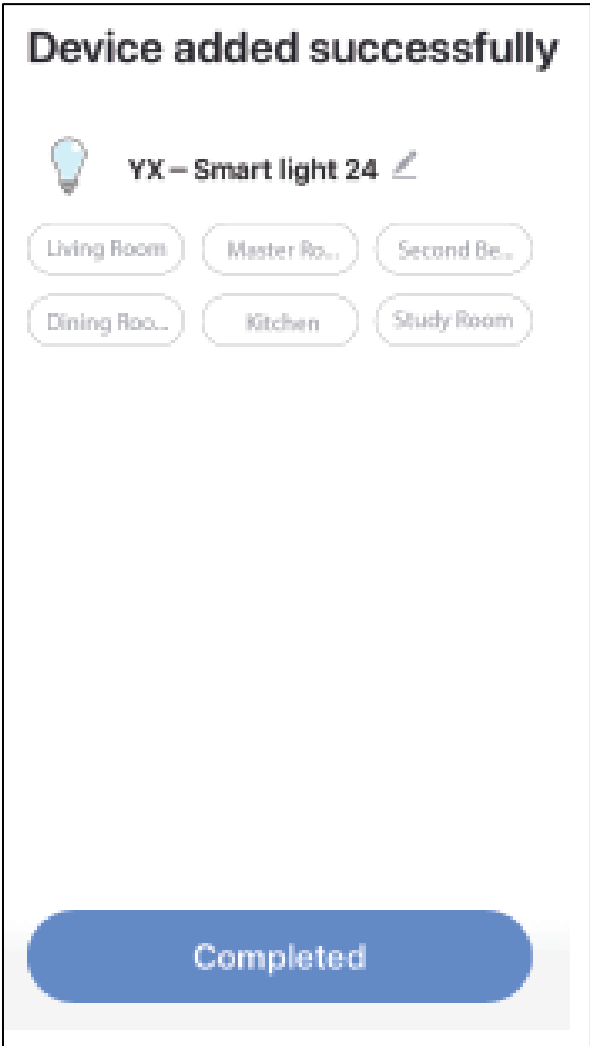 Device added successfully
YX – Smart light 24
Living Room Master Ro... Second Be...
Dining Roo... Kitchen Study Room
Completed